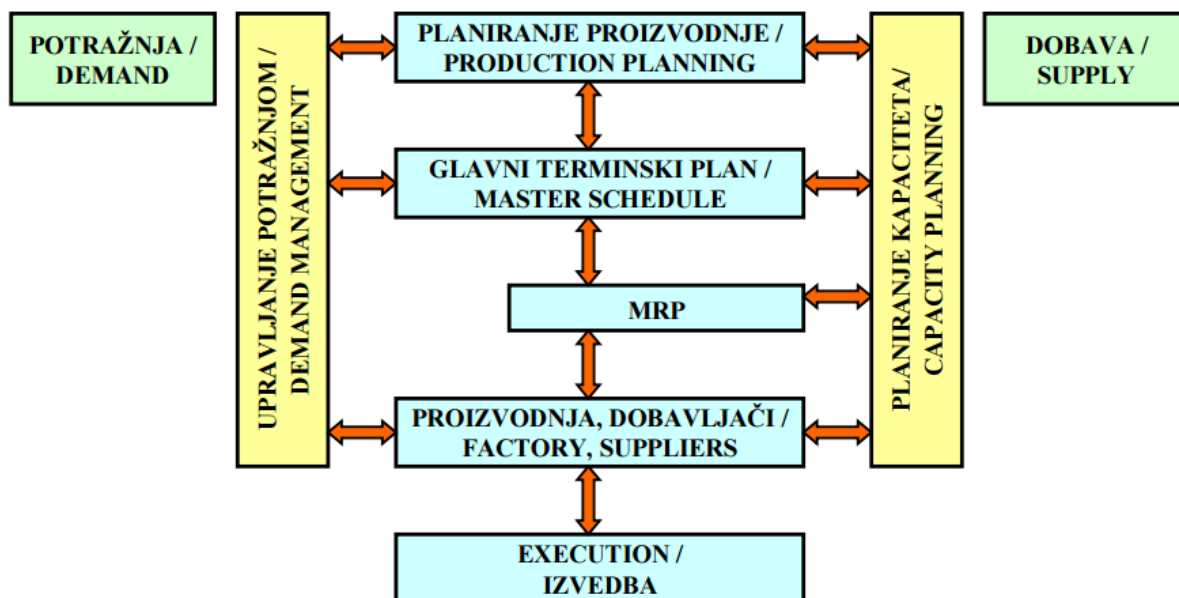 POTRAŽNJA /
DEMAND
UPRAVLJANJE POTRAŽNJOM /
DEMAND MANAGEMENT
PLANIRANJE PROIZVODNJE /
PRODUCTION PLANNING
GLAVNI TERMINSKI PLAN /
MASTER SCHEDULE
MRP
PROIZVODNJA, DOBAVLJAČI /
FACTORY, SUPPLIERS
EXECUTION /
IZVEDBA
PLANIRANJE KAPACITETA/
CAPACITY PLANNING
DOBAVA /
SUPPLY